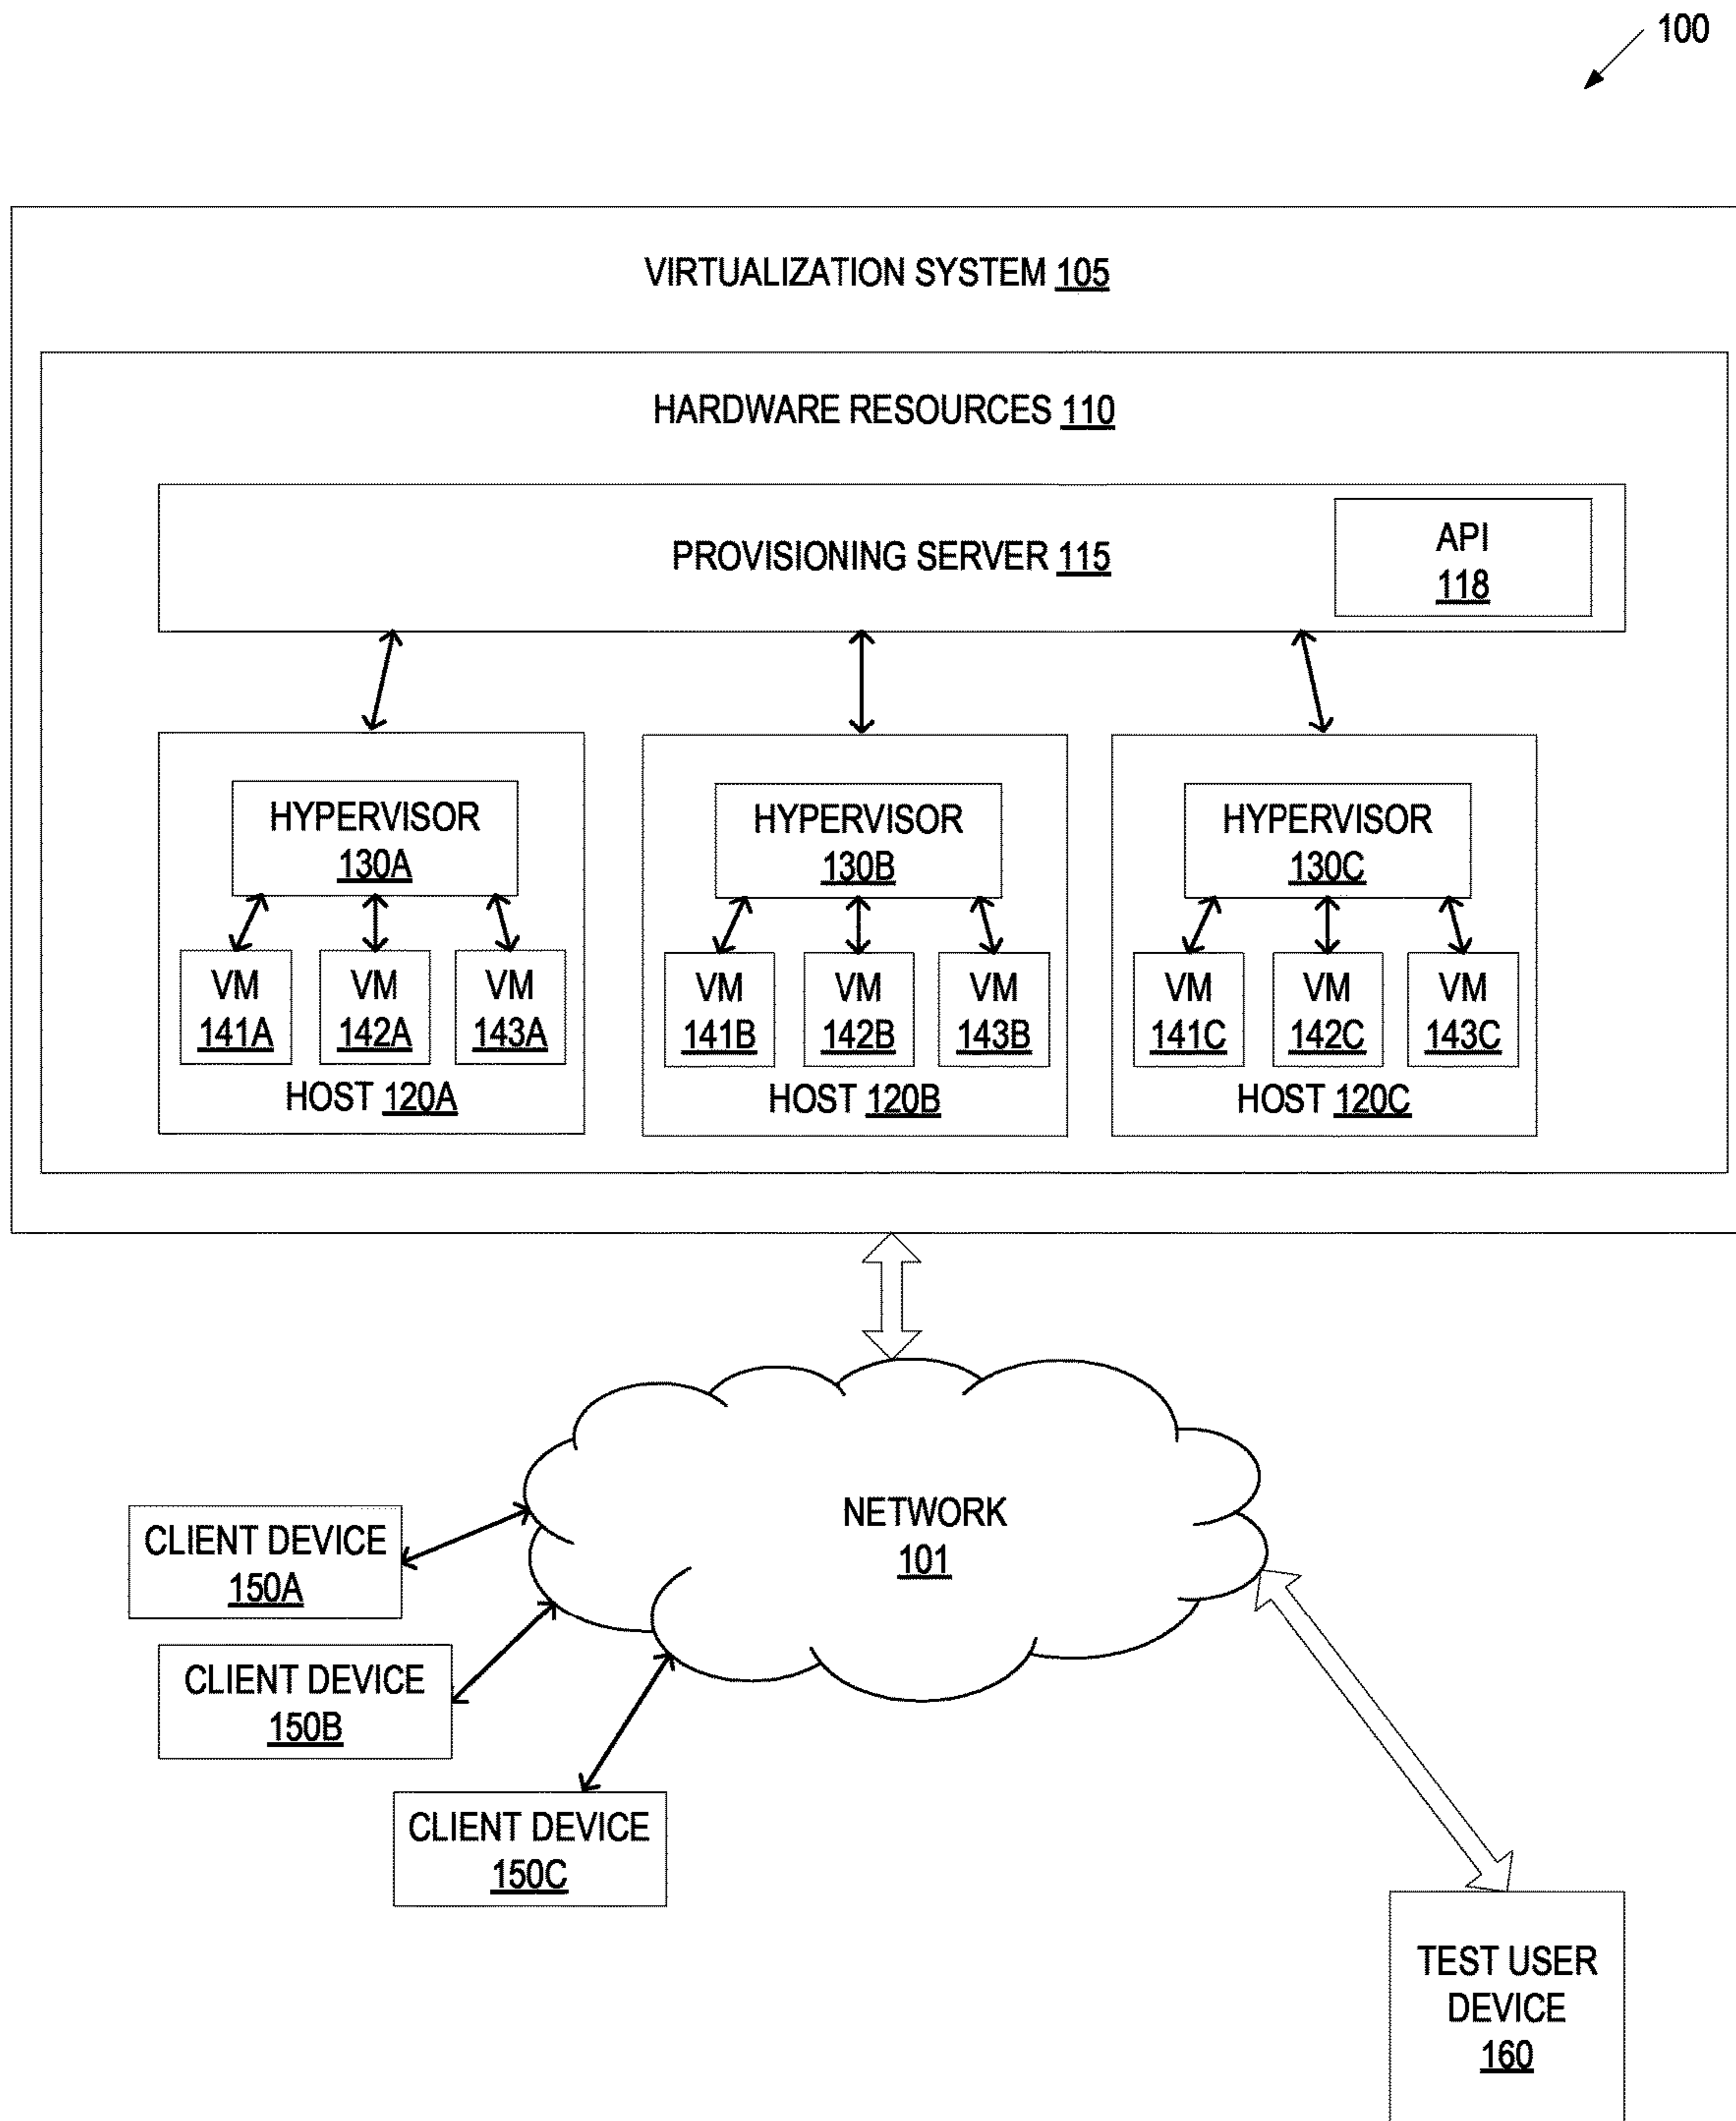 100
VIRTUALIZATION SYSTEM 105
HARDWARE RESOURCES 110
PROVISIONING SERVER 115
API
118
HYPERVISOR
130A
VM
141A
VM
142A
VM
143A
HOST 120A
HYPERVISOR
130B
VM
141B
VM
142B
VM
143B
HOST 120B
HYPERVISOR
130C
VM
141C
VM
142C
VM
143C
HOST 120C
NETWORK
101
CLIENT DEVICE
150A
CLIENT DEVICE
150B
CLIENT DEVICE
150C
TEST USER
DEVICE
160